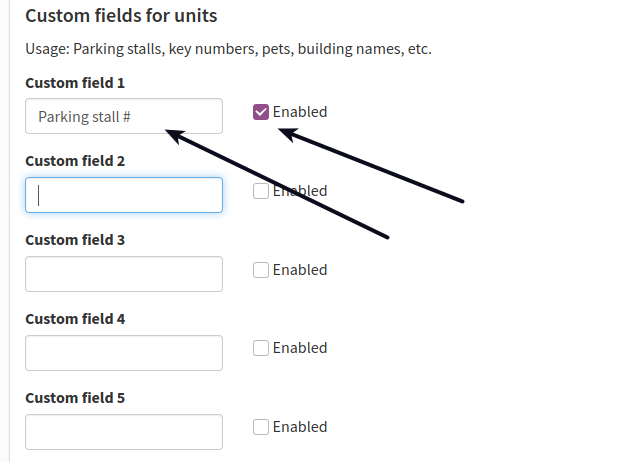 Custom fields for units
Usage: Parking stalls, key numbers, pets, building names, etc.
Custom field 1
Parking stall # Enabled
Custom field 2
Enabled
Custom field 3
Enabled
Custom field 4
Enabled
Custom field 5
Enabled